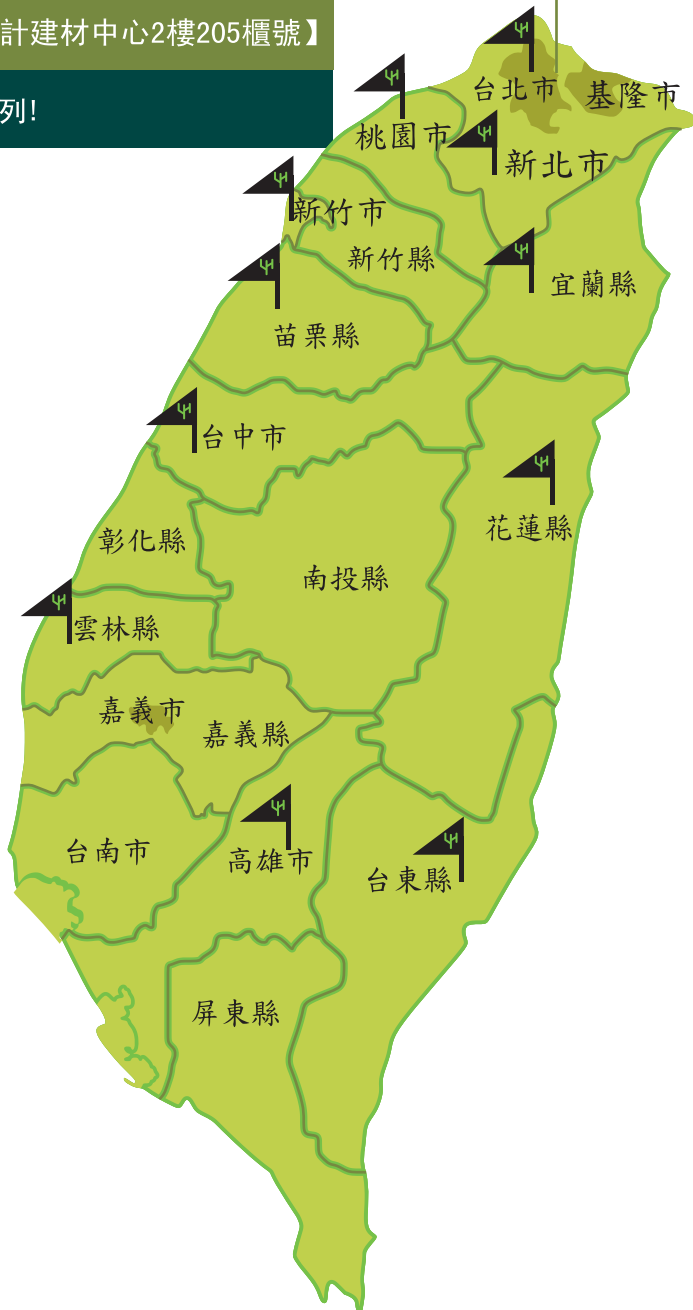 計建材中心2樓205櫃號】
列!
台北市
基隆市
桃園市
新北市
新竹市
新竹縣
宜蘭縣
苗栗縣
台中市
花蓮縣
彰化縣
南投縣
雲林縣
嘉義市
嘉義縣
台南市
高雄市
台東縣
屏東縣